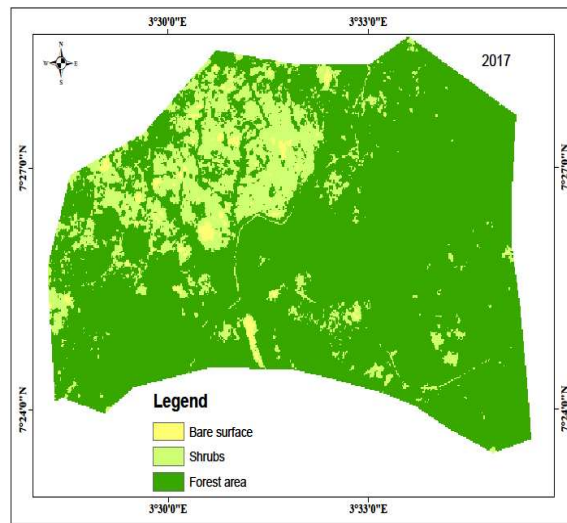 3°30'0"E 3°33'0"E
2017
N
W E
S
7°27'0"N 7°27'0"N
7°24'0"N 7°24'0"N
Legend
Bare surface
Shrubs
Forest area
3°30'0"E 3°33'0"E